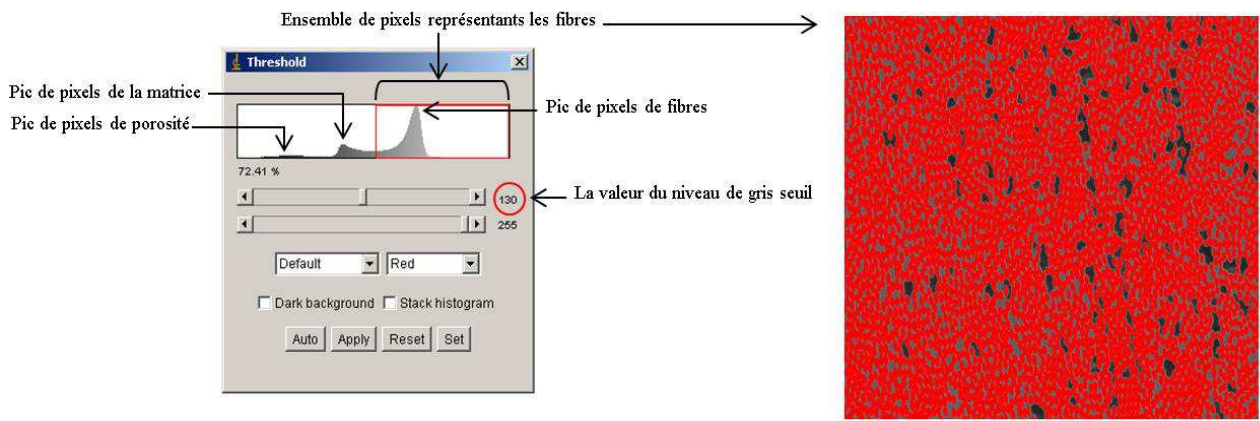 Ensemble de pixels représentants les fibres
Threshold
Pic de pixels de la matrice
Pic de pixels de fibres
Pic de pixels de porosité
72.41 %
130
La valeur du niveau de gris seuil
255
Default
Red
Dark background
Stack histogram
Auto
Apply
Reset
Set